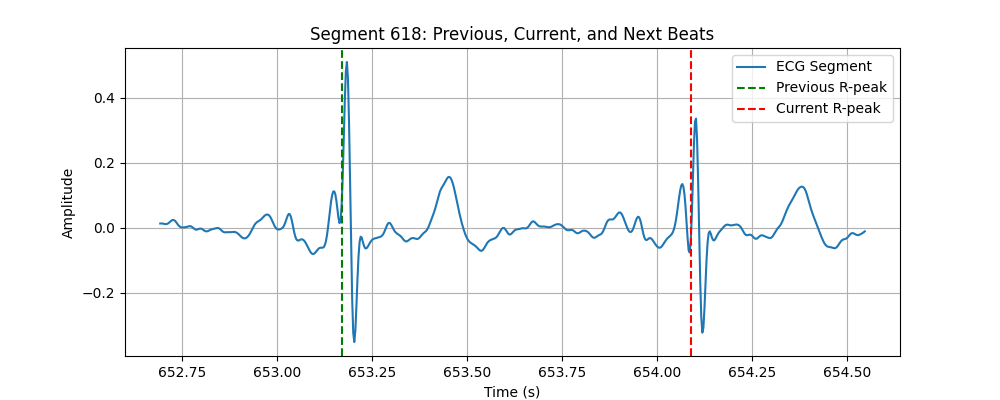 Segment 618: Previous, Current, and Next Beats
ECG Segment
Previous R-peak
Current R-peak
Amplitude
0.4
0.2
0.0
−0.2
652.75 653.00 653.25 653.50 653.75 654.00 654.25 654.50
Time (s)